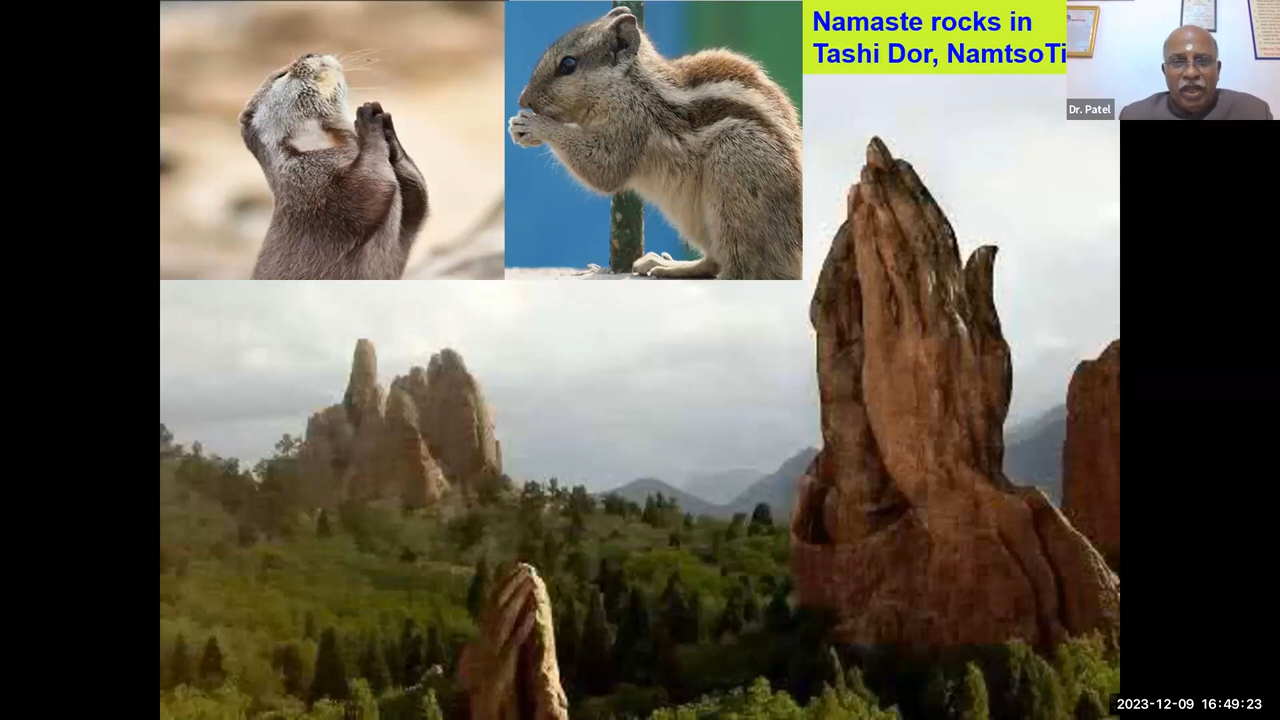 Namaste rocks in
Tashi Dor, NamtsoTi
Dr. Patel
2023-12-09 16:49:23